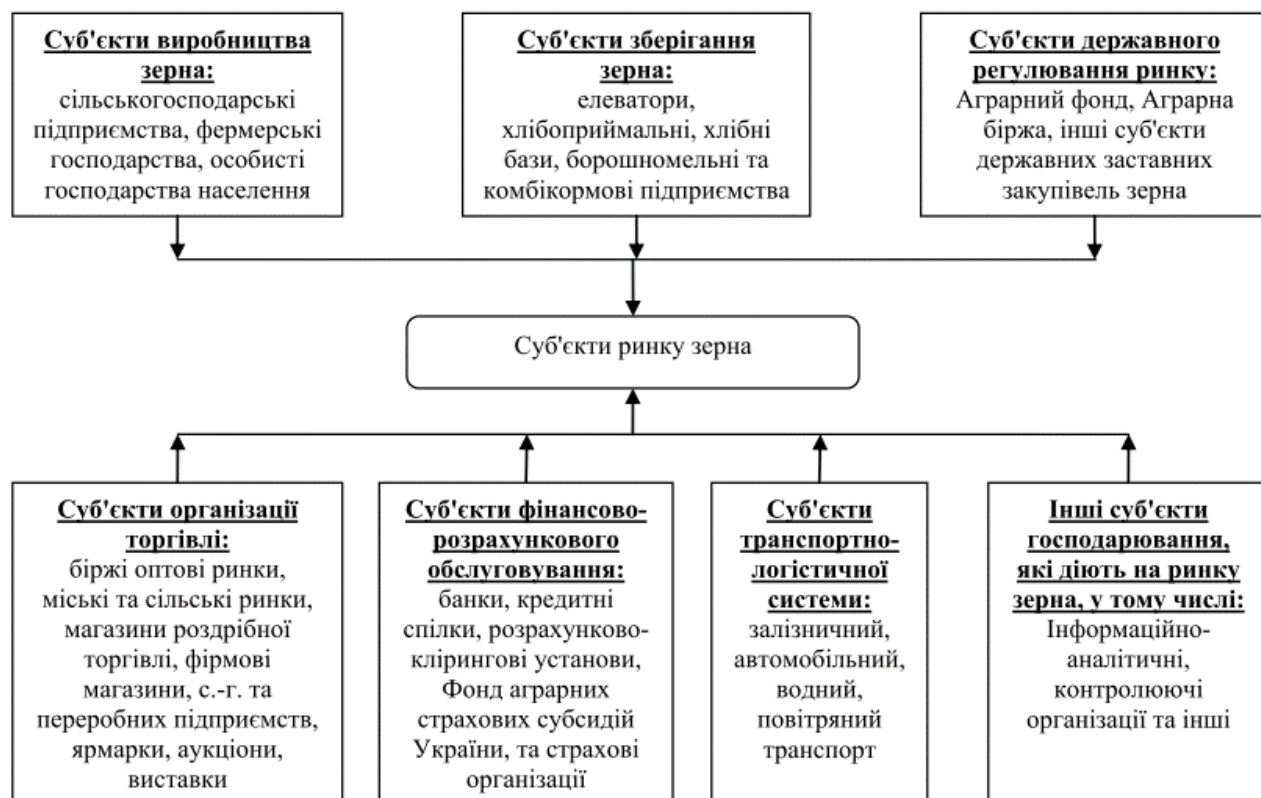 Суб'єкти виробництва
зерна:
сільськогосподарські
підприємства, фермерські
господарства, особисті
господарства населення
Суб'єкти зберігання
зерна:
елеватори,
хлібоприймальні, хлібні
бази, борошномельні та
комбікормові підприємства
Суб'єкти державного
регулювання ринку:
Аграрний фонд, Аграрна
біржа, інші суб'єкти
державних заставних
закупівель зерна
Суб'єкти ринку зерна
Суб'єкти організації
торгівлі:
біржі оптові ринки,
міські та сільські ринки,
магазини роздрібної
торгівлі, фірмові
магазини, с.-г. та
переробних підприємств,
ярмарки, аукціони,
виставки
Суб'єкти фінансово-
розрахункового
обслуговування:
банки, кредитні
спілки, розрахунково-
клірингові установи,
Фонд аграрних
страхових субсидій
України, та страхові
організації
Суб'єкти
транспортно-
логістичної
системи:
залізничний,
автомобільний,
водний,
повітряний
транспорт
Інші суб'єкти
господарювання,
які діють на ринку
зерна, у тому числі:
Інформаційно-
аналітичні,
контролюючі
організації та інші